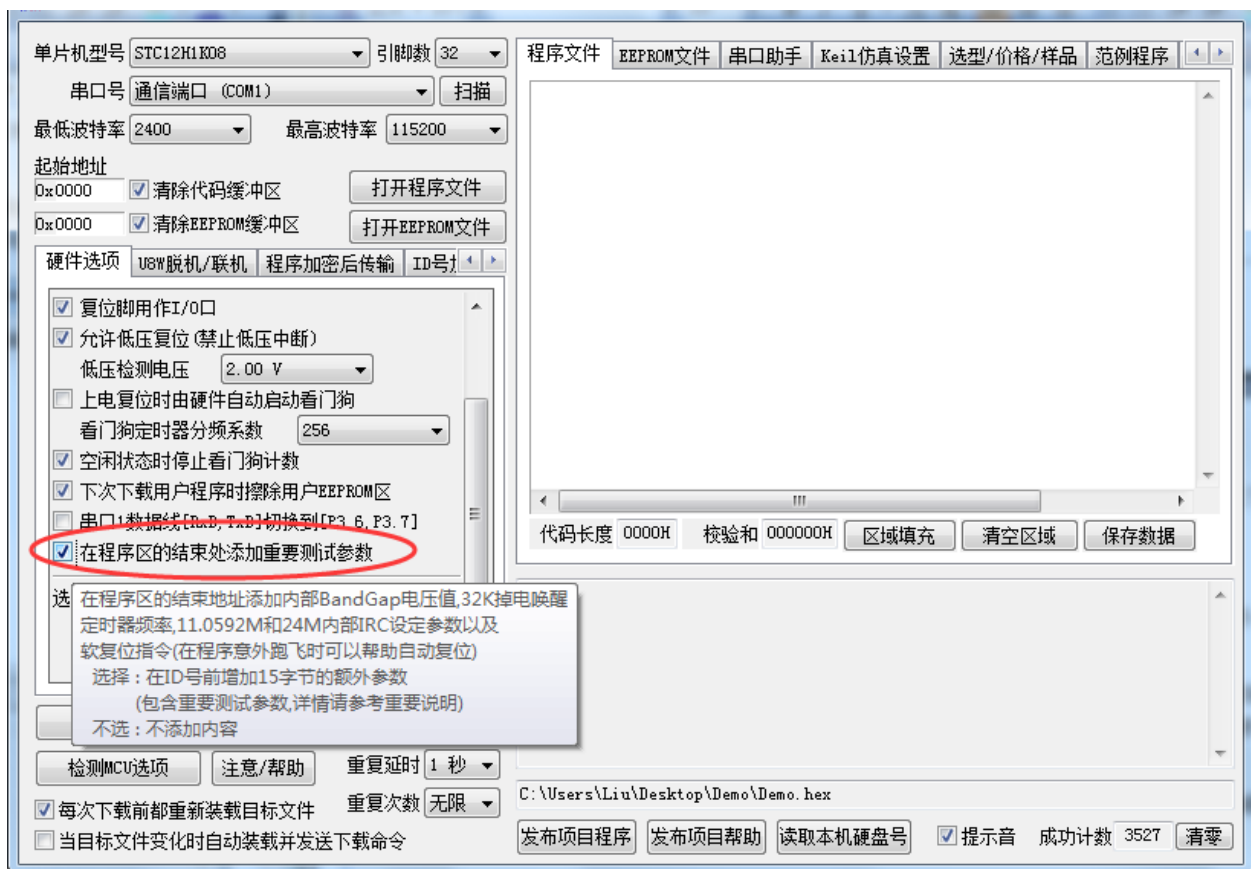 单片机型号 STC12H1K08 引脚数 32
串口号 通信端口 (COM1) 扫描
最低波特率 2400 最高波特率 115200
起始地址
0x0000 清除代码缓冲区 打开程序文件
0x0000 清除EEPROM缓冲区 打开EEPROM文件
硬件选项 U8W脱机/联机 程序加密后传输 ID号
复位脚用作I/O口
允许低压复位(禁止低压中断)
低压检测电压 2.00 V
上电复位时由硬件自动启动看门狗
看门狗定时器分频系数 256
空闲状态时停止看门狗计数
下次下载用户程序时擦除用户EEPROM区
串口1数据线[RxD,TxD]切换到[P3.6,P3.7]
在程序区的结束处添加重要测试参数
选
在程序区的结束地址添加内部BandGap电压值,32K掉电唤醒
定时器频率,11.0592M和24M内部IRC设定参数以及
软复位指令(在程序意外跑飞时可以帮助自动复位)
选择：在ID号前增加15字节的额外参数
(包含重要测试参数,详情请参考重要说明)
不选：不添加内容
检测MCU选项 注意/帮助 重复延时 1 秒
每次下载前都重新装载目标文件 重复次数 无限
当目标文件变化时自动装载并发送下载命令
程序文件 EEPROM文件 串口助手 Keil仿真设置 选型/价格/样品 范例程序
代码长度 0000H 校验和 000000H 区域填充 清空区域 保存数据
C:\Users\Liu\Desktop\Demo\Demo.hex
发布项目程序 发布项目帮助 读取本机硬盘号 提示音 成功计数 3527 清零